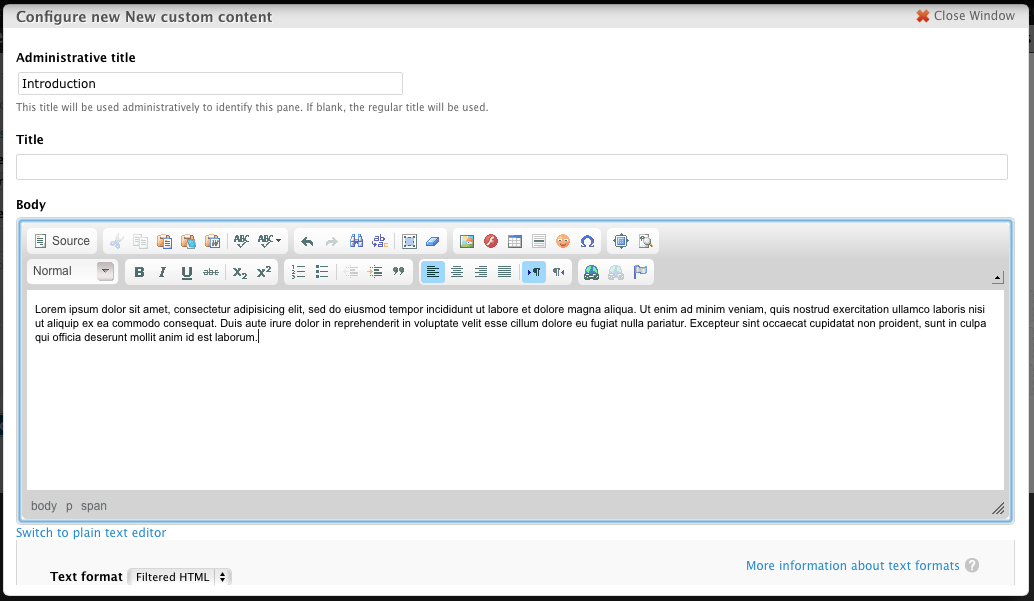 Configure new New custom content
Close Window
Administrative title
Introduction
This title will be used administratively to identify this pane. If blank, the regular title will be used.
Title
Body
Source ABC ABC
Normal B I U abc X₂ X²
Lorem ipsum dolor sit amet, consectetur adipisicing elit, sed do eiusmod tempor incididunt ut labore et dolore magna aliqua. Ut enim ad minim veniam, quis nostrud exercitation ullamco laboris nisi
ut aliquip ex ea commodo consequat. Duis aute irure dolor in reprehenderit in voluptate velit esse cillum dolore eu fugiat nulla pariatur. Excepteur sint occaecat cupidatat non proident, sunt in culpa
qui officia deserunt mollit anim id est laborum.
body p span
Switch to plain text editor
More information about text formats ?
Text format Filtered HTML